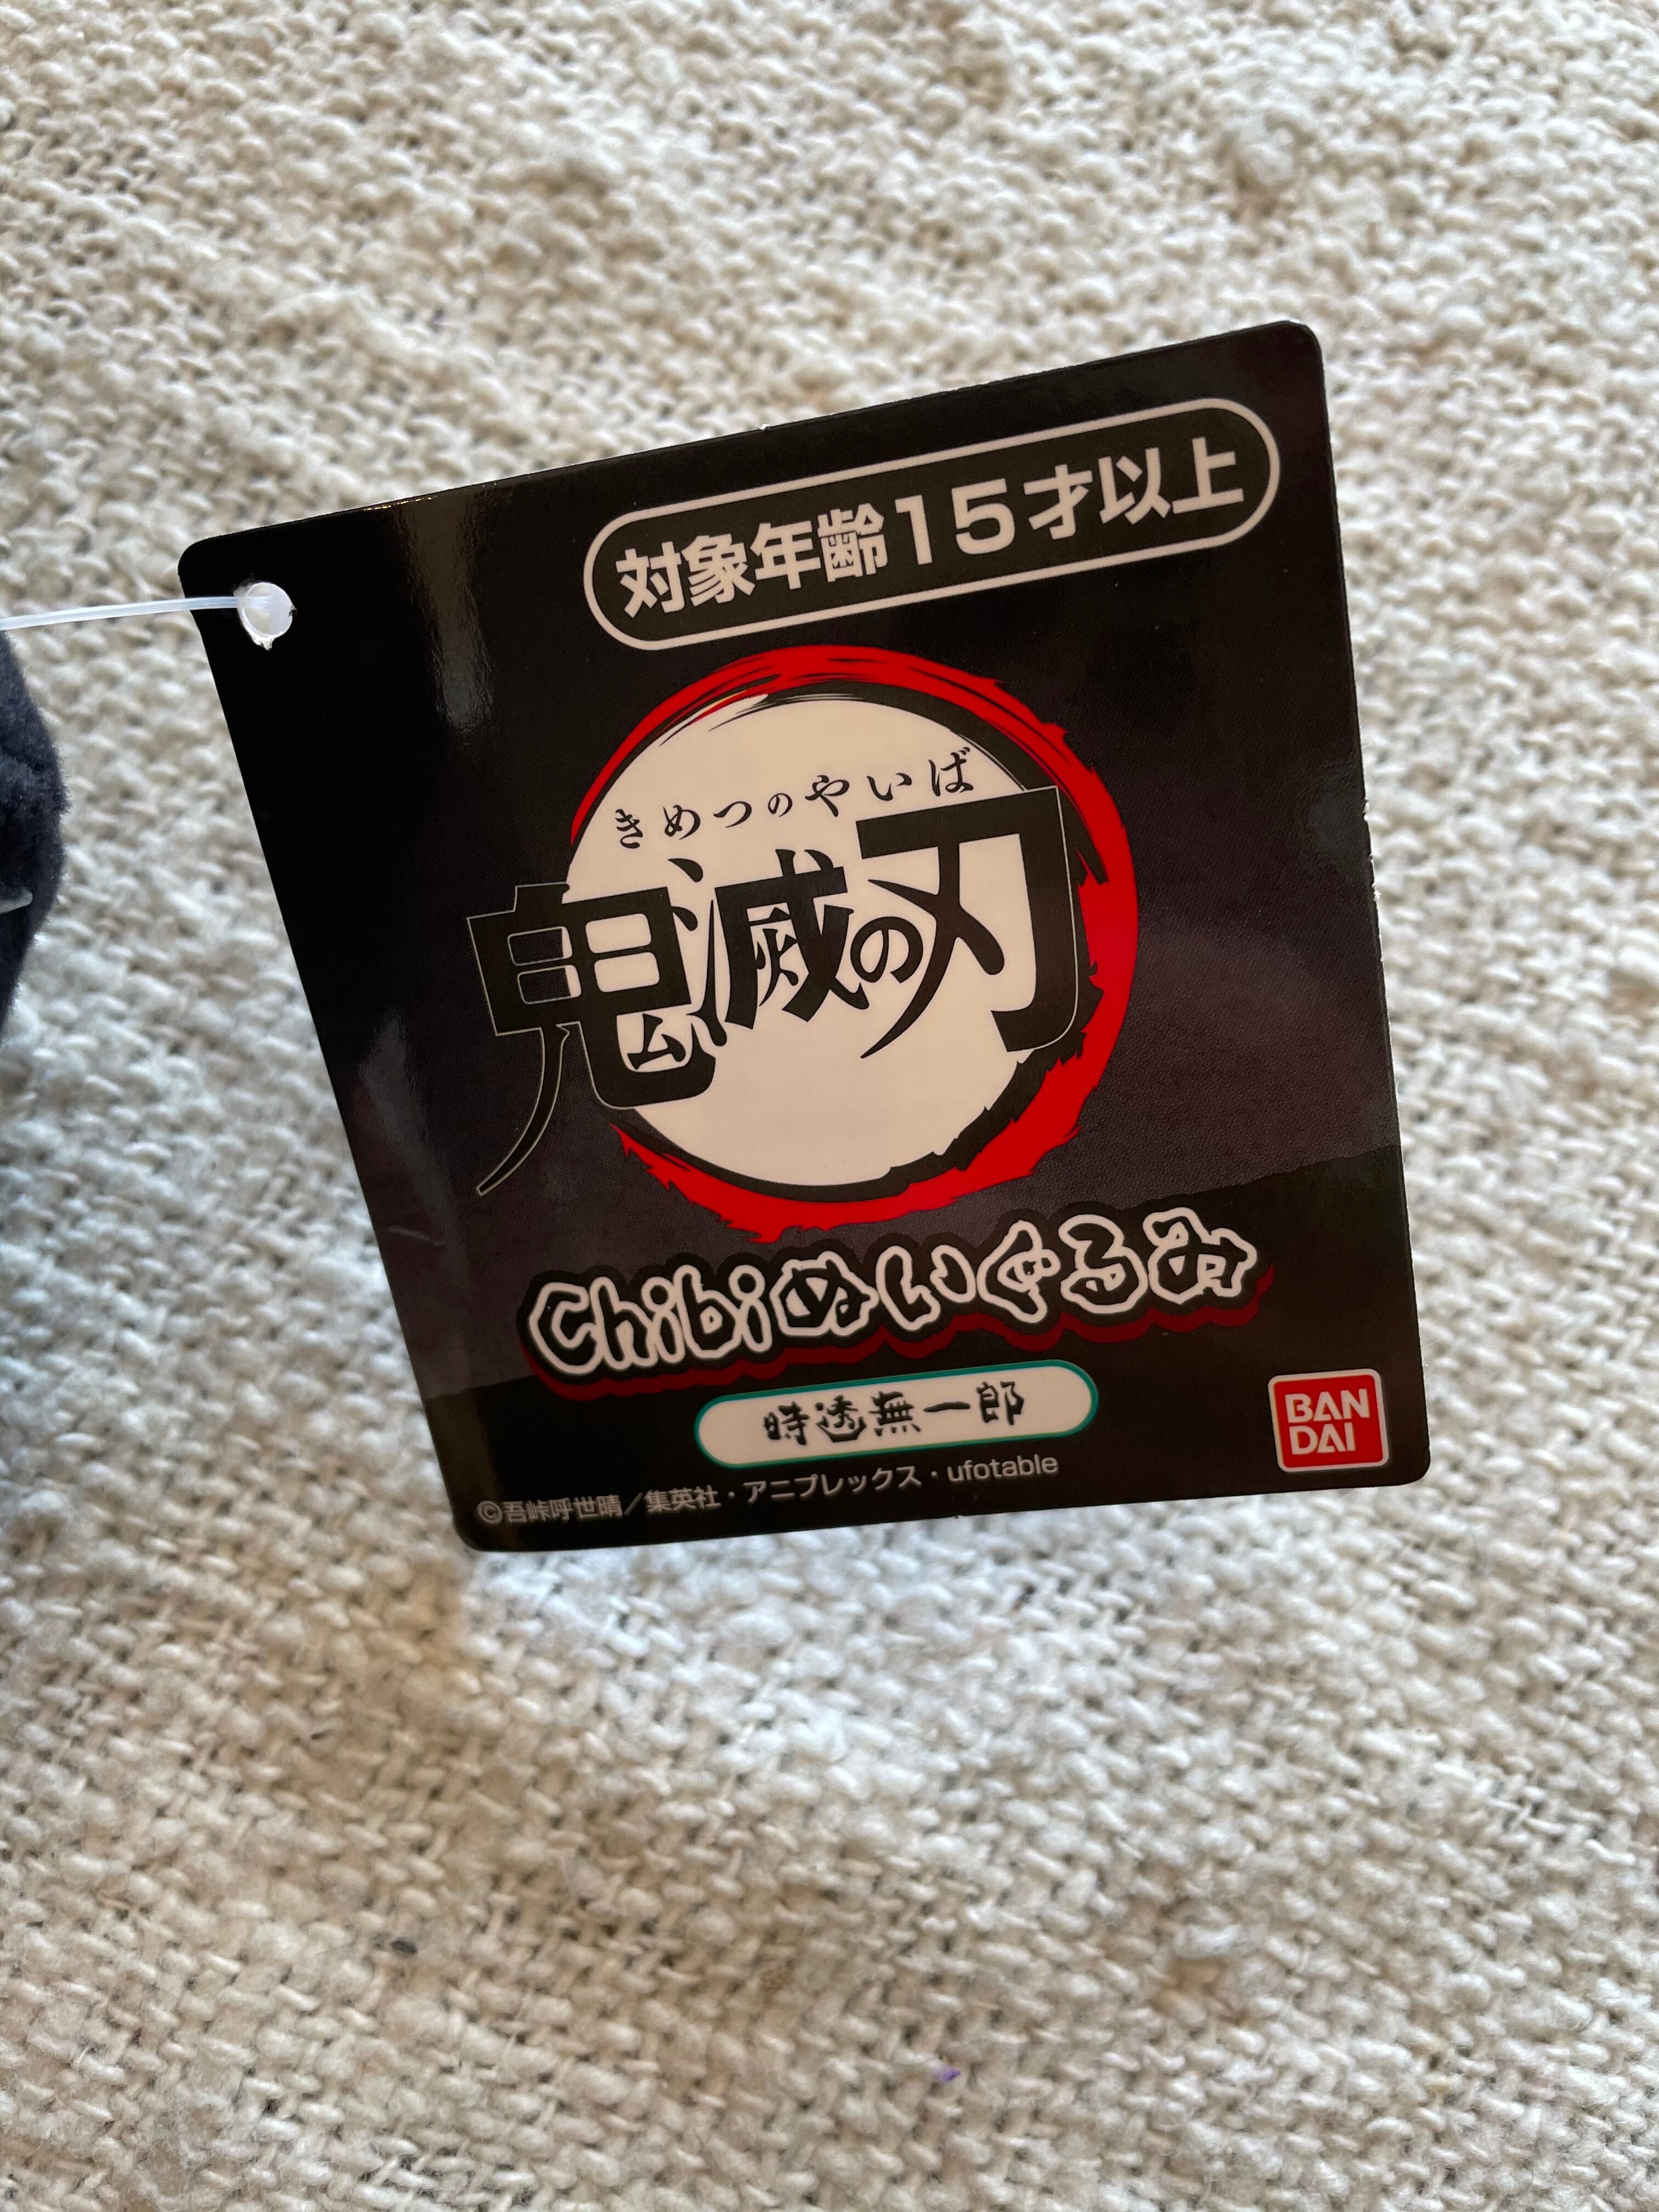 対象年齢15才以上
きめつのやいば
鬼滅の刃
Chibiぬいぐるみ
時透無一郎
©吾峠呼世晴／集英社・アニプレックス・ufotable
BAN
DAI